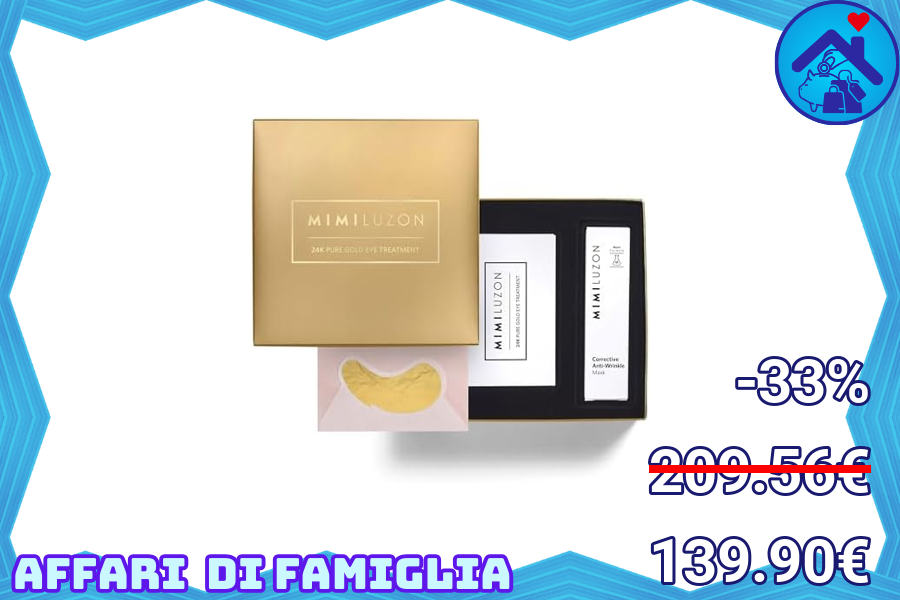 MIMILUZON
24K PURE GOLD EYE TREATMENT
MIMILUZON
24K PURE GOLD EYE TREATMENT
MIMILUZON
Corrective
Anti-Wrinkle
Mask
-33%
209.56€
139.90€
AFFARI DI FAMIGLIA